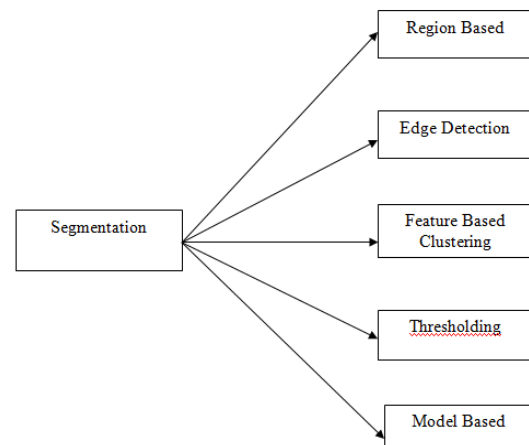 Region Based
Edge Detection
Segmentation
Feature Based
Clustering
Thresholding
Model Based